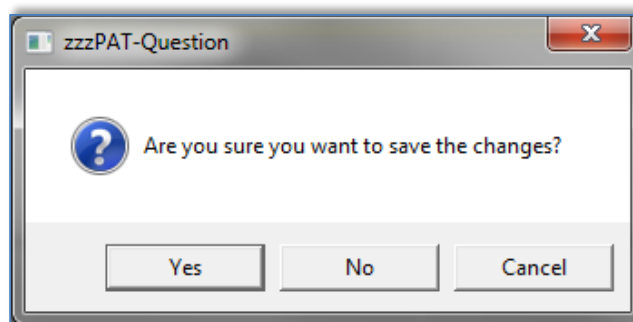 zzzPAT-Question
Are you sure you want to save the changes?
Yes No Cancel